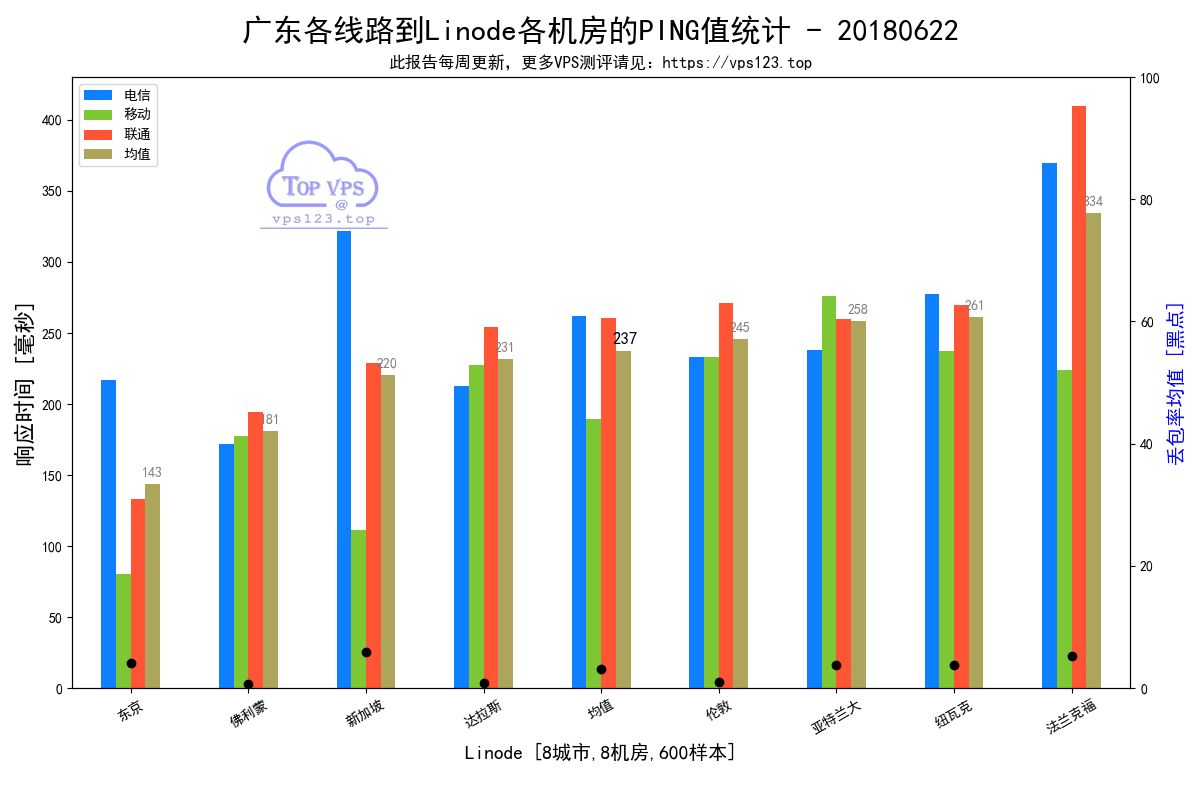 广东各线路到Linode各机房的PING值统计 - 20180622
此报告每周更新，更多VPS测评请见：https://vps123.top
电信
移动
联通
均值
TOP VPS
@
vps123.top
响应时间 [毫秒]
丢包率均值 [黑点]
400
350
300
250
200
150
100
50
0
100
80
60
40
20
0
143
181
220
231
237
245
258
261
334
东京
佛利蒙
新加坡
达拉斯
均值
伦敦
亚特兰大
纽瓦克
法兰克福
Linode [8城市,8机房,600样本]